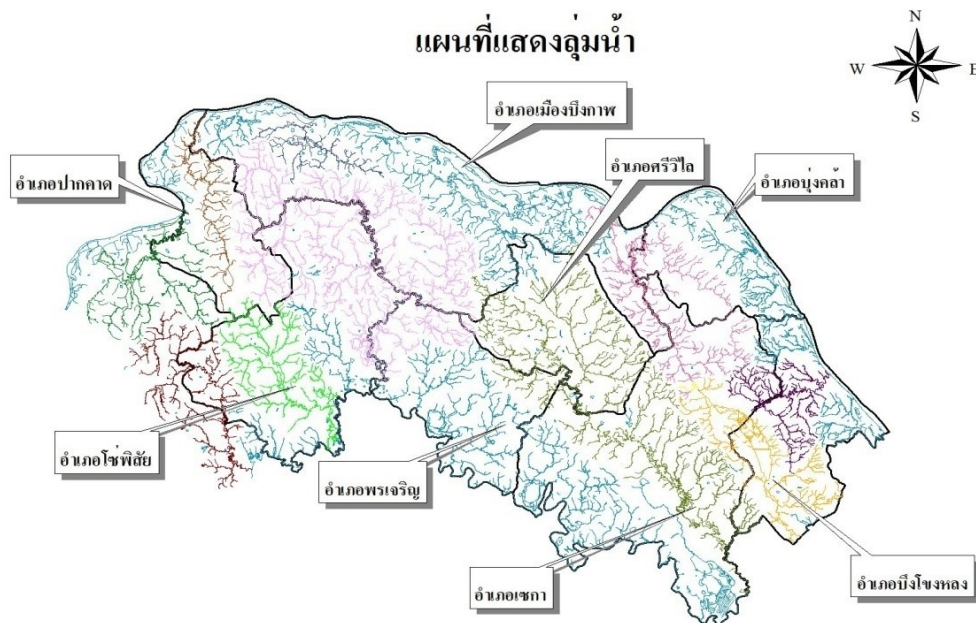 แผนที่แสดงลุ่มน้ำ
N
W
E
S
อำเภอเมืองบึงกาฬ
อำเภอศรีวิไล
อำเภอบุ่งคล้า
อำเภอปากคาด
อำเภอโซ่พิสัย
อำเภอพรเจริญ
อำเภอเซกา
อำเภอบึงโขงหลง